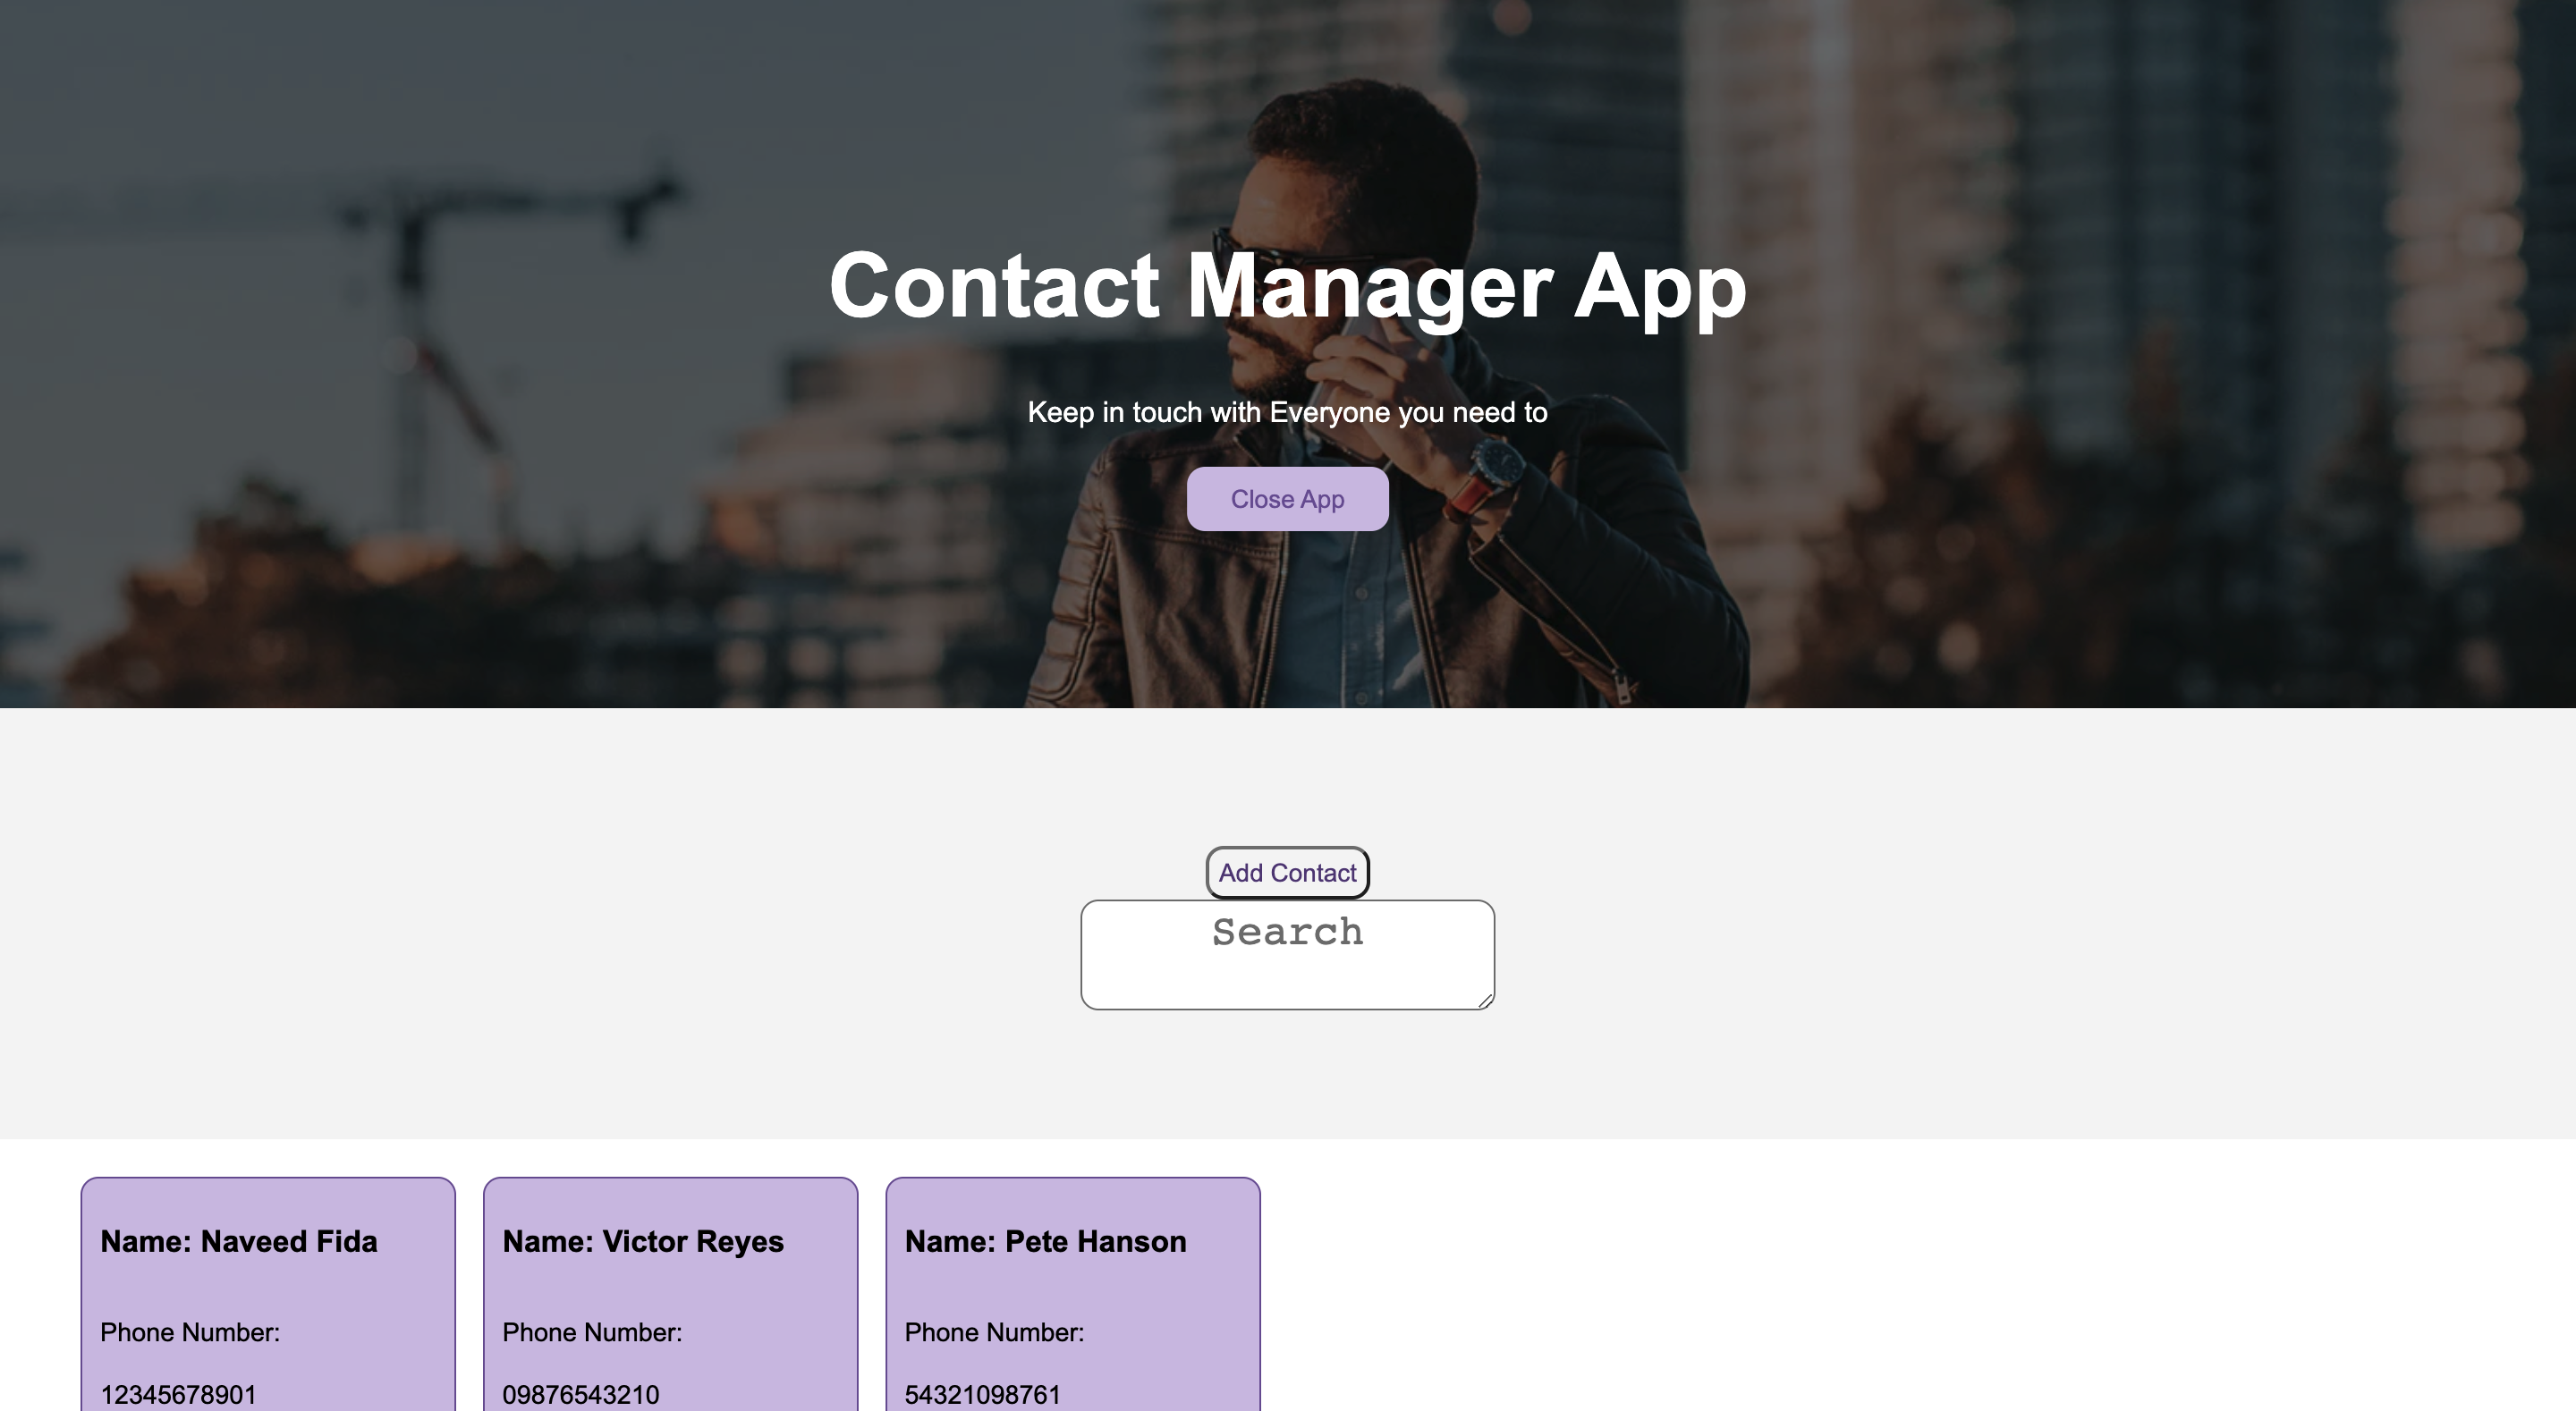 Contact Manager App
Keep in touch with Everyone you need to
Close App
Add Contact
Search
Name: Naveed Fida
Phone Number:
12345678901
Name: Victor Reyes
Phone Number:
09876543210
Name: Pete Hanson
Phone Number:
54321098761